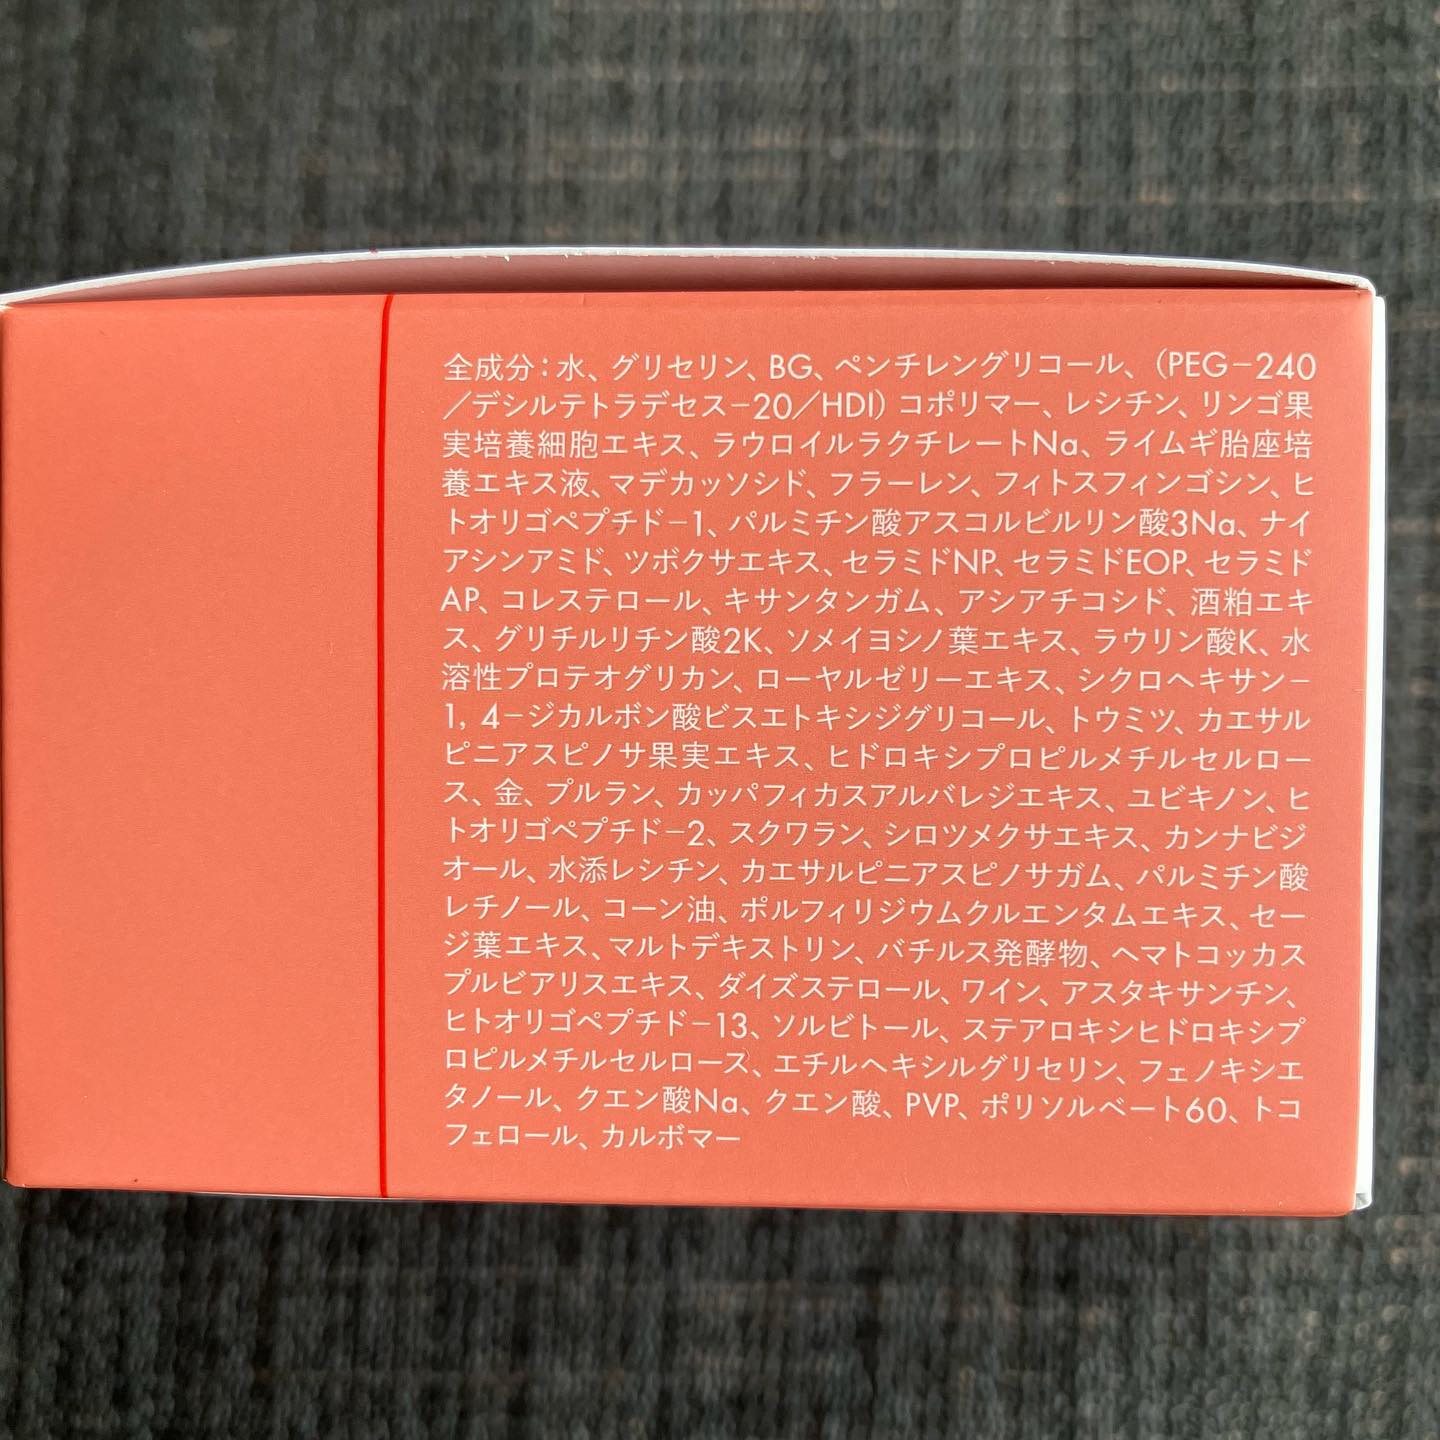 全成分：水、グリセリン、BG、ペンチレングリコール、（PEG−240
／デシルテトラデセス−20／HDI）コポリマー、レシチン、リンゴ果
実培養細胞エキス、ラウロイルラクチレートNa、ライムギ胎座培
養エキス液、マデカッソシド、フラーレン、フィトスフィンゴシン、ヒ
トオリゴペプチド−1、パルミチン酸アスコルビルリン酸3Na、ナイ
アシンアミド、ツボクサエキス、セラミドNP、セラミドEOP、セラミド
AP、コレステロール、キサンタンガム、アシアチコシド、酒粕エキ
ス、グリチルリチン酸2K、ソメイヨシノ葉エキス、ラウリン酸K、水
溶性プロテオグリカン、ローヤルゼリーエキス、シクロヘキサン−
1，4−ジカルボン酸ビスエトキシジグリコール、トウミツ、カエサル
ピニアスピノサ果実エキス、ヒドロキシプロピルメチルセルロー
ス、金、プルラン、カッパフィカスアルバレジエキス、ユビキノン、ヒ
トオリゴペプチド−2、スクワラン、シロツメクサエキス、カンナビジ
オール、水添レシチン、カエサルピニアスピノサガム、パルミチン酸
レチノール、コーン油、ポルフィリジウムクルエンタムエキス、セー
ジ葉エキス、マルトデキストリン、バチルス発酵物、ヘマトコッカス
プルビアリスエキス、ダイズステロール、ワイン、アスタキサンチン、
ヒトオリゴペプチド−13、ソルビトール、ステアロキシヒドロキシプ
ロピルメチルセルロース、エチルヘキシルグリセリン、フェノキシエ
タノール、クエン酸Na、クエン酸、PVP、ポリソルベート60、トコ
フェロール、カルボマー